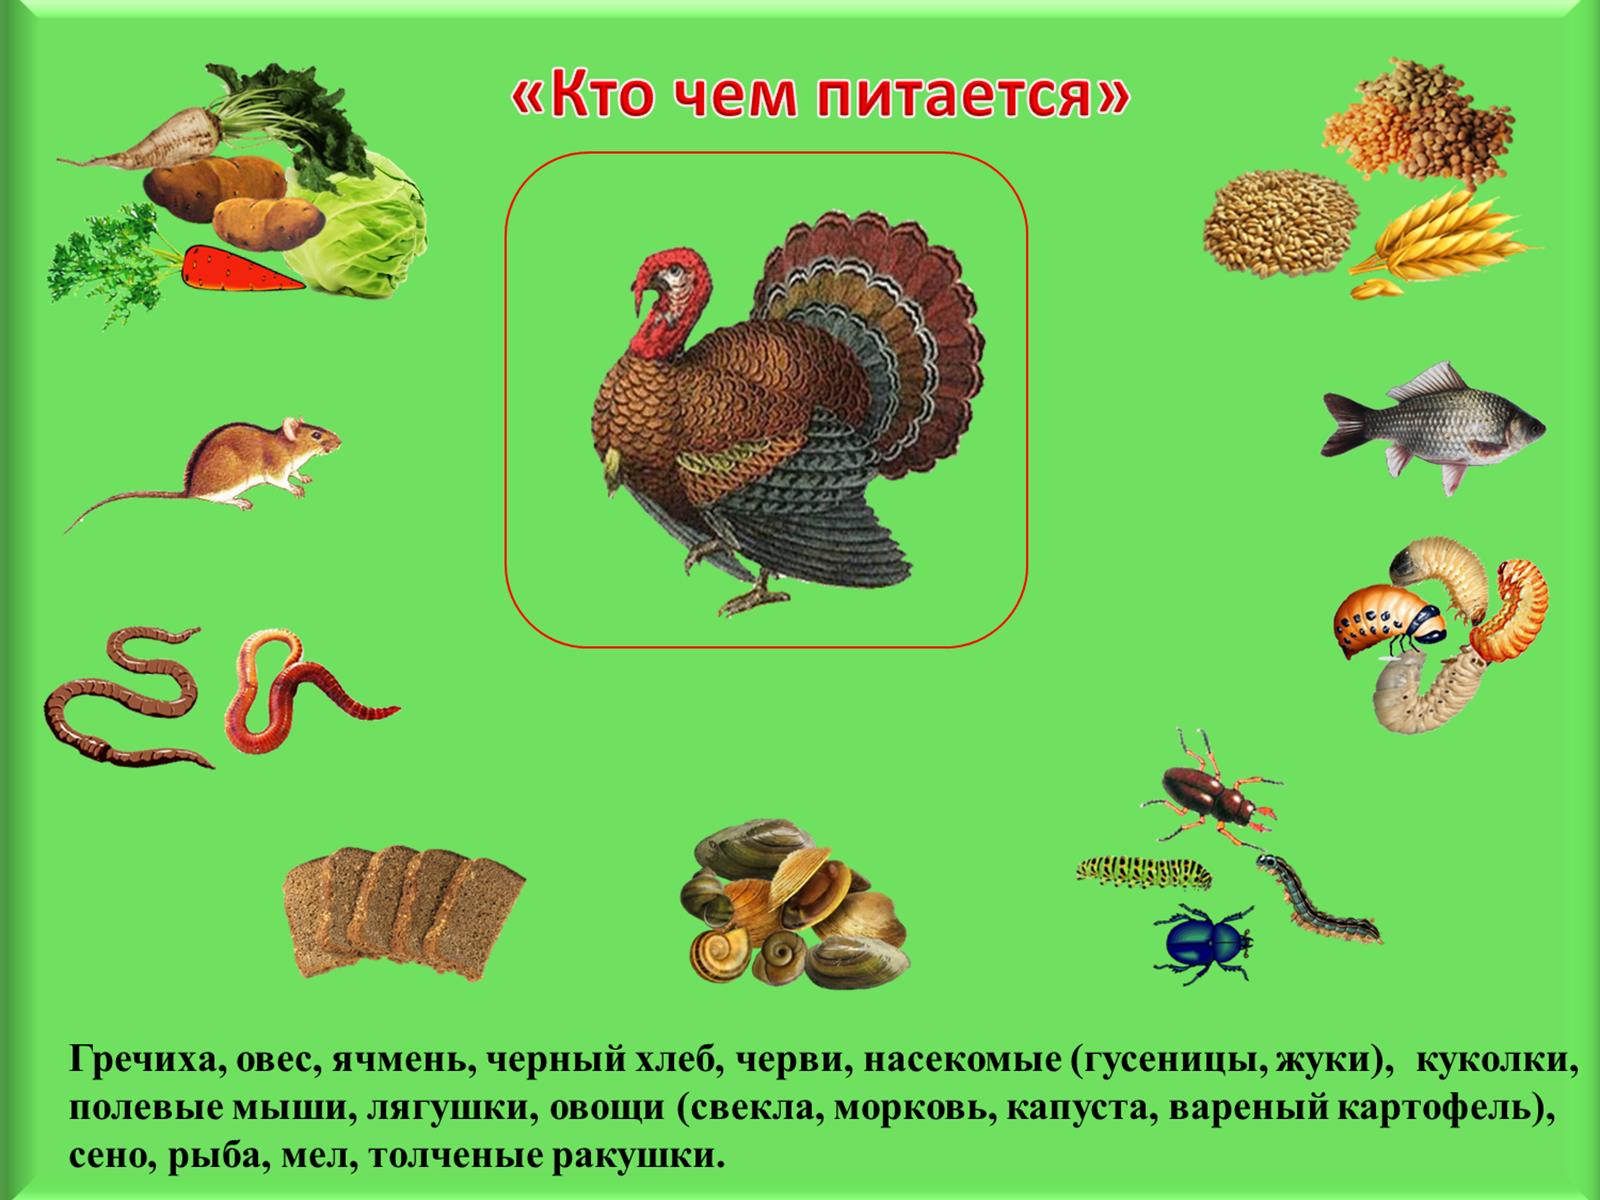 «Кто чем питается»
Гречиха, овес, ячмень, черный хлеб, черви, насекомые (гусеницы, жуки), куколки,
полевые мыши, лягушки, овощи (свекла, морковь, капуста, вареный картофель),
сено, рыба, мел, толченые ракушки.